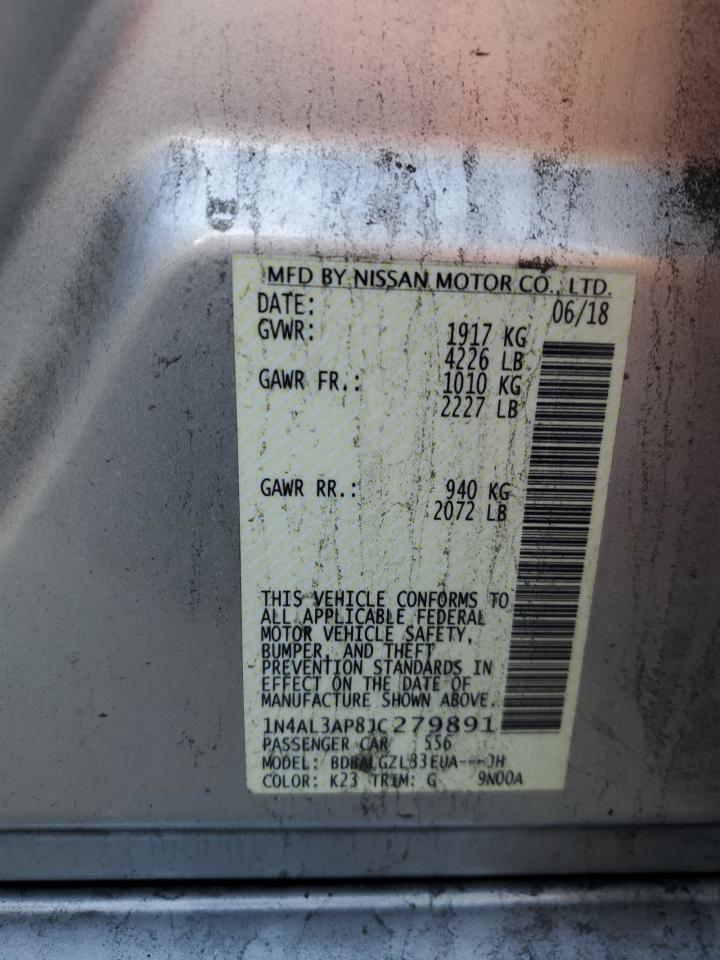 MFD BY NISSAN MOTOR CO., LTD.
DATE: 06/18
GVWR: 1917 KG
4226 LB
GAWR FR.: 1010 KG
2227 LB
GAWR RR.: 940 KG
2072 LB
THIS VEHICLE CONFORMS TO
ALL APPLICABLE FEDERAL
MOTOR VEHICLE SAFETY,
BUMPER, AND THEFT
PREVENTION STANDARDS IN
EFFECT ON THE DATE OF
MANUFACTURE SHOWN ABOVE.
1N4AL3AP8JC279891
PASSENGER CAR 556
MODEL:
COLOR: K23 TRIM: G 9N00A